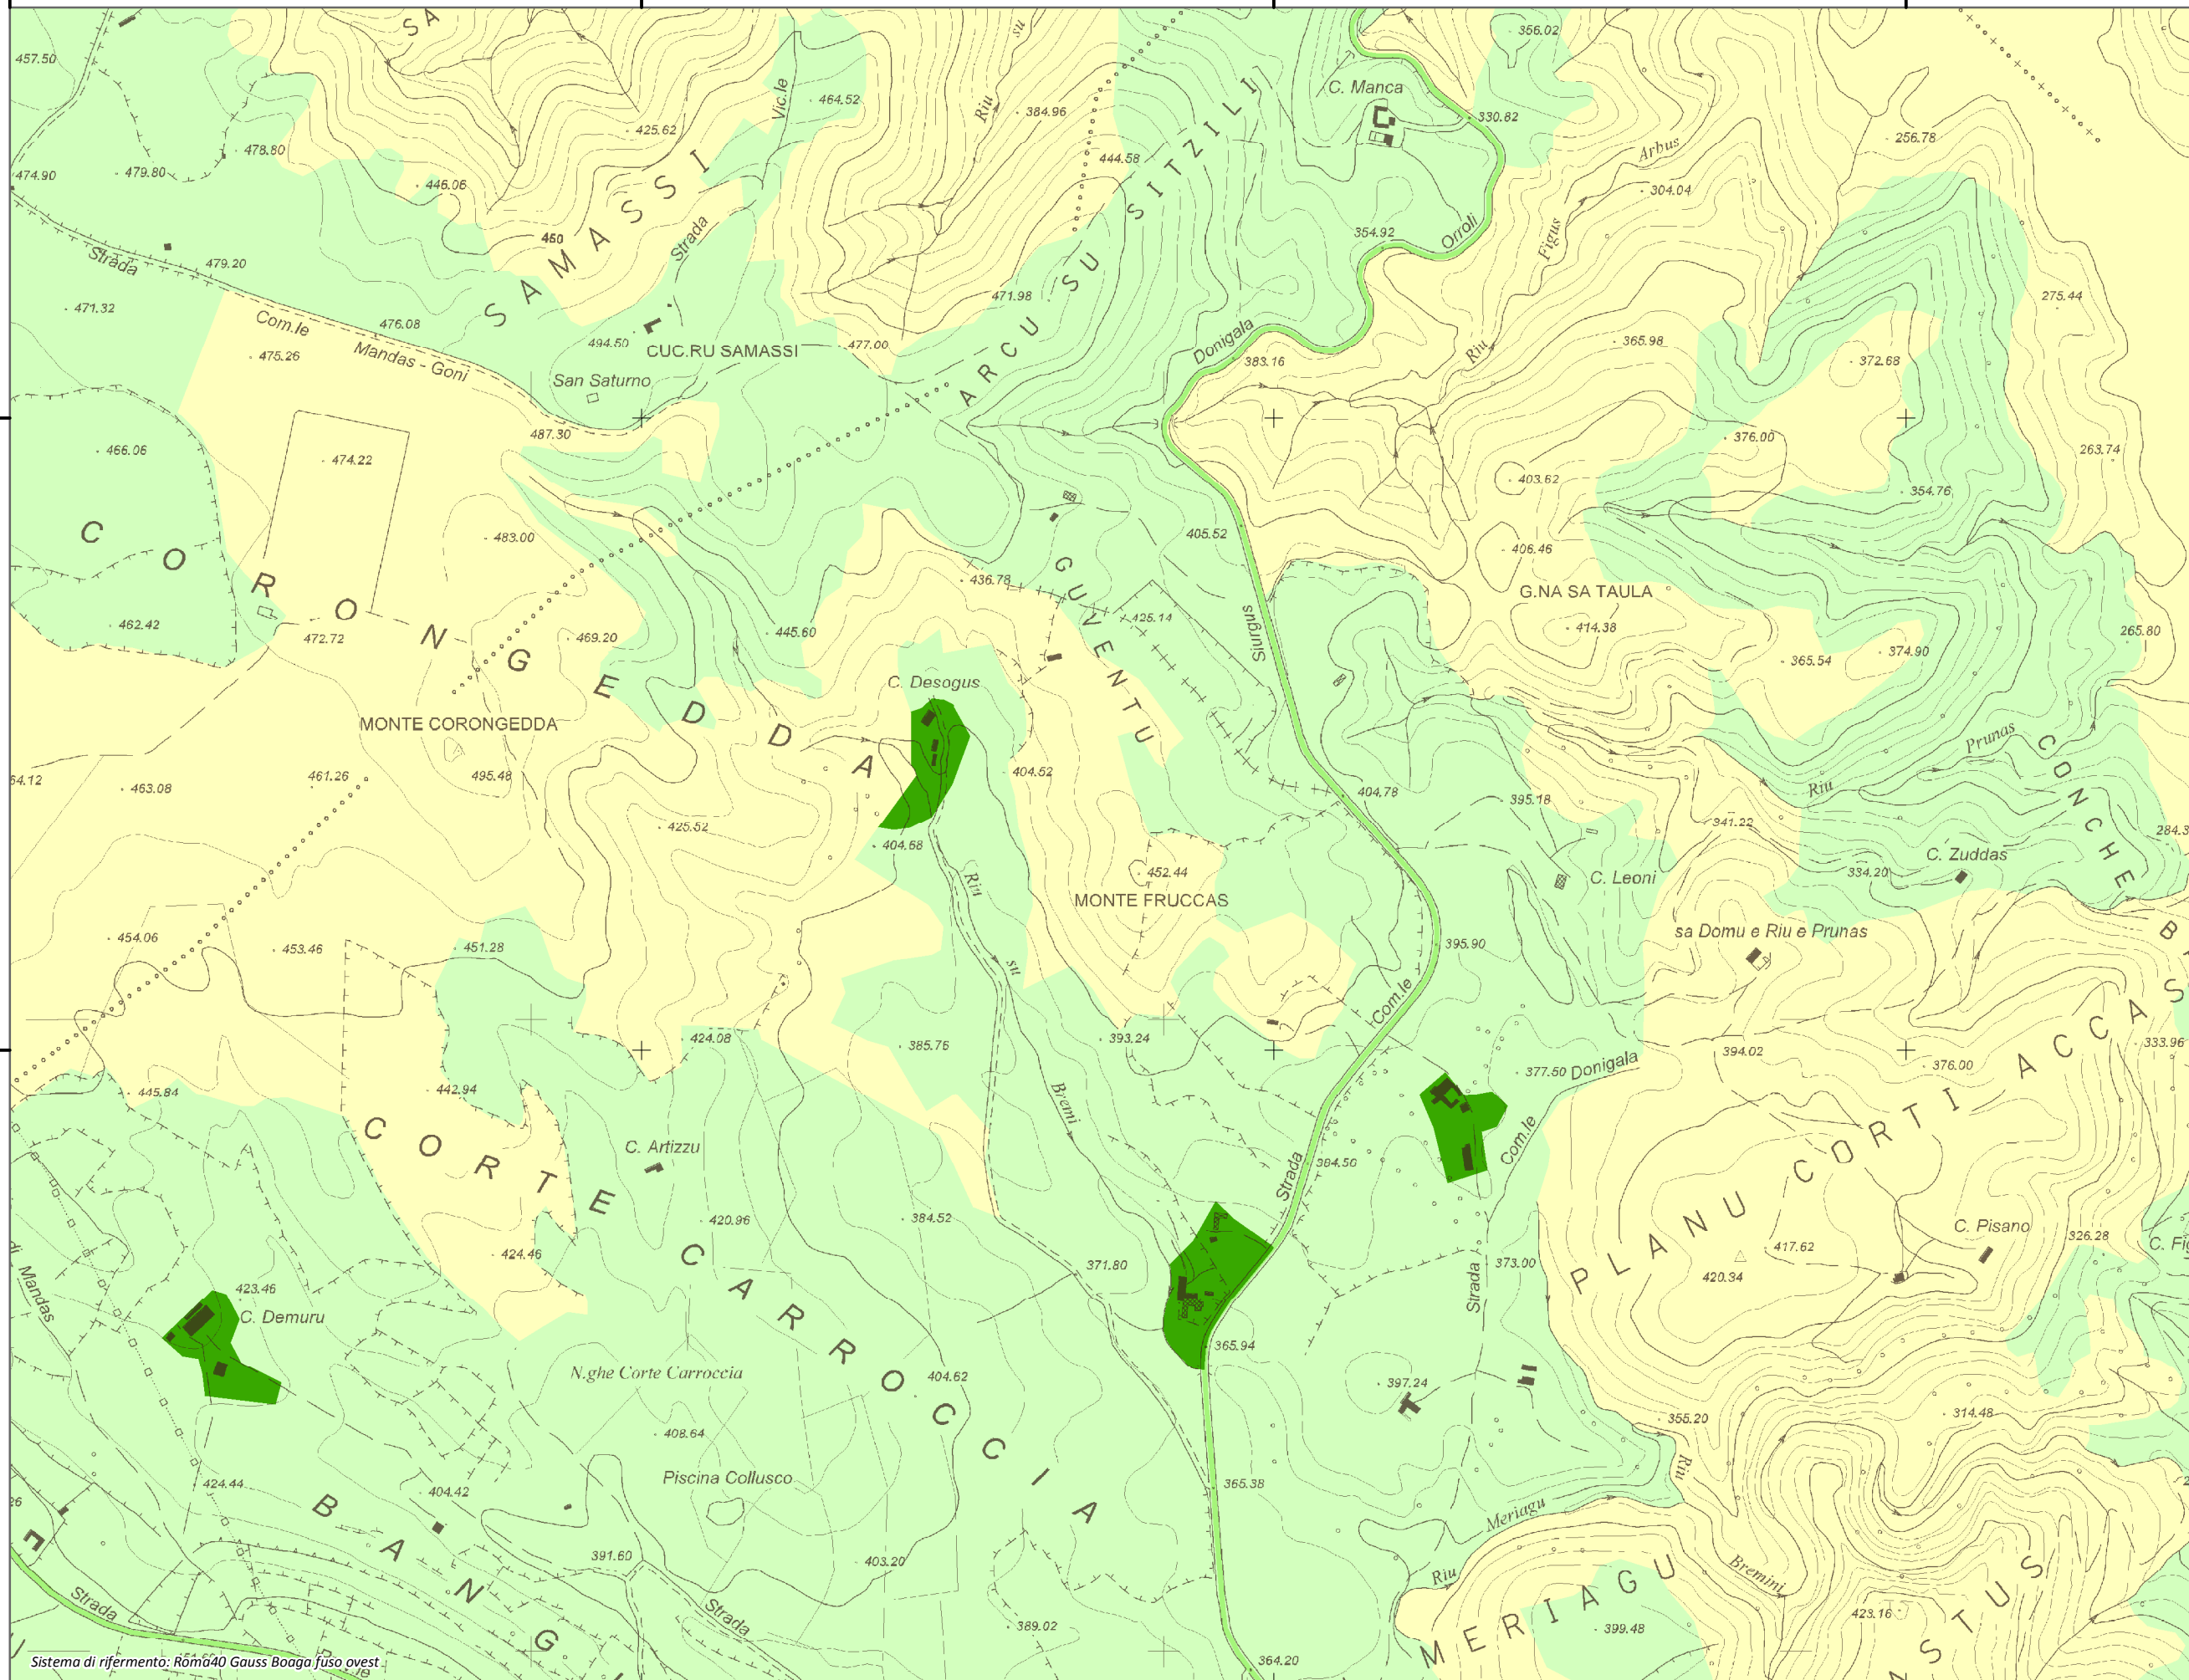 SA
457.50
356.02
su
C. Manca
Vic.le
464.52
Riu
384.96
330.82
425.62
256.78
Arbus
478.80
444.58
474.90
479.80
446.06
304.04
SAMASSI
ARCU SU SITZILI
Strada
450
354.92
Orroli
Figus
Strada
479.20
471.98
275.44
471.32
Com.le
476.08
494.50
CUC.RU SAMASSI
477.00
Donigala
383.16
Riu
365.98
372.68
475.26
Mandas - Goni
San Saturno
487.30
376.00
466.06
474.22
263.74
403.62
354.76
483.00
405.52
406.46
CORONGEDDA
GUVENTU
436.78
G.NA SA TAULA
425.14
462.42
472.72
469.20
445.60
Siurgus
414.38
265.80
374.90
365.54
C. Desogus
MONTE CORONGEDDA
Prunas
CONCHE
461.26
495.48
404.52
64.12
463.08
404.78
395.18
Riu
425.52
341.22
284.3
404.68
C. Zuddas
452.44
Riu
C. Leoni
334.20
MONTE FRUCCAS
sa Domu e Riu e Prunas
454.06
453.46
451.28
395.90
su
Com.le
424.08
385.76
393.24
394.02
333.96
377.50
Donigala
376.00
445.84
442.94
Bremi
PLANU CORTI ACCAS
CORTE CARROCCIA
C. Artizzu
Com.le
384.50
Strada
420.96
384.52
C. Pisano
326.28
C. Fig
di Mandas
424.46
371.80
373.00
417.62
420.34
Strada
423.46
C. Demuru
365.94
N.ghe Corte Carroccia
404.62
397.24
355.20
314.48
408.64
Riu
Piscina Collusco
424.44
404.42
365.38
26
Meriagu
BANG
391.60
403.20
Riu
Bremini
MERIAGU
Strada
Strada
389.02
399.48
423.16
STUS
364.20
Sistema di rifermento: Roma40 Gauss Boaga fuso ovest